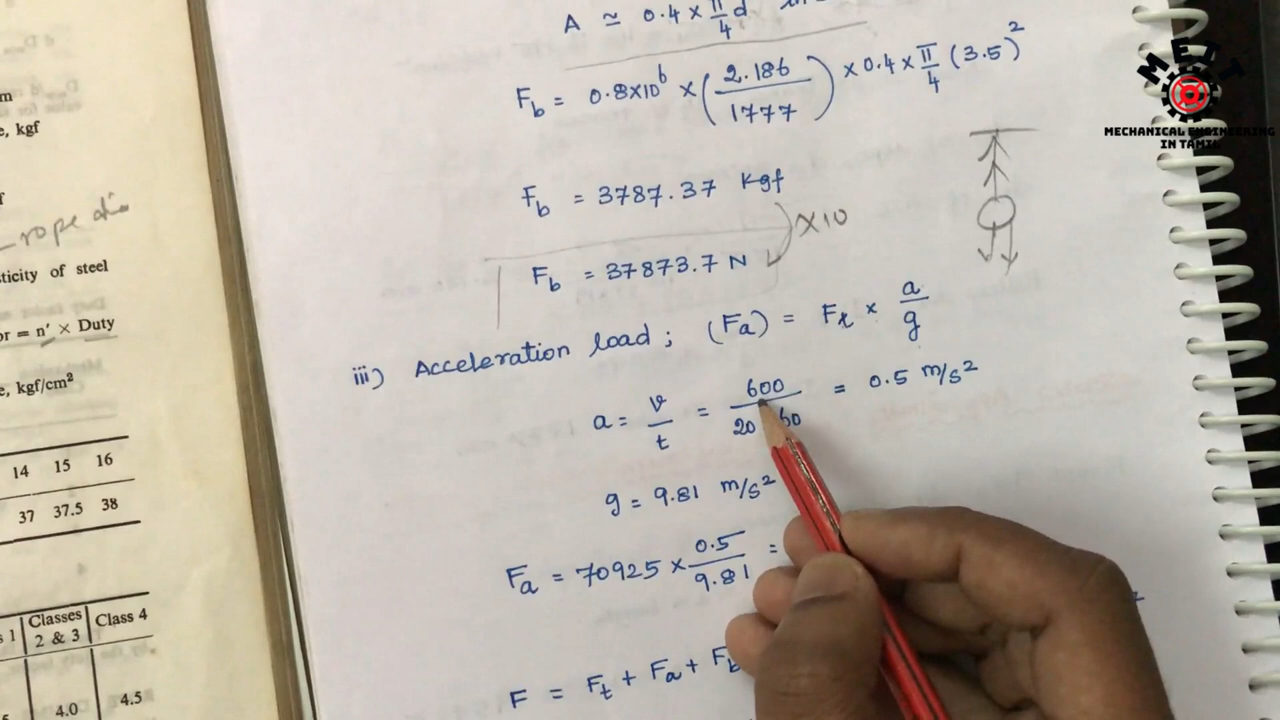 A ≃ 0.4 × π/4 d
F_b = 0.8×10^6 × (2.186/1777) × 0.4 × π/4 (3.5)^2
F_b = 3787.37 Kgf
×10
F_b = 37873.7 N
iii) Acceleration load ; (Fa) = F_t × a/g
a = v/t = 600/20 60 = 0.5 m/s^2
g = 9.81 m/s^2
F_a = 70925 × 0.5/9.81 =
F = F_t + F_a + F_b
METT
MECHANICAL ENGINEERING
IN TAMIL
m
e, kgf
f
rope dia
ticity of steel
or = n' × Duty
e, kgf/cm²
14 15 16
37 37.5 38
s 1 Classes 2 & 3 Class 4
4.0 4.5